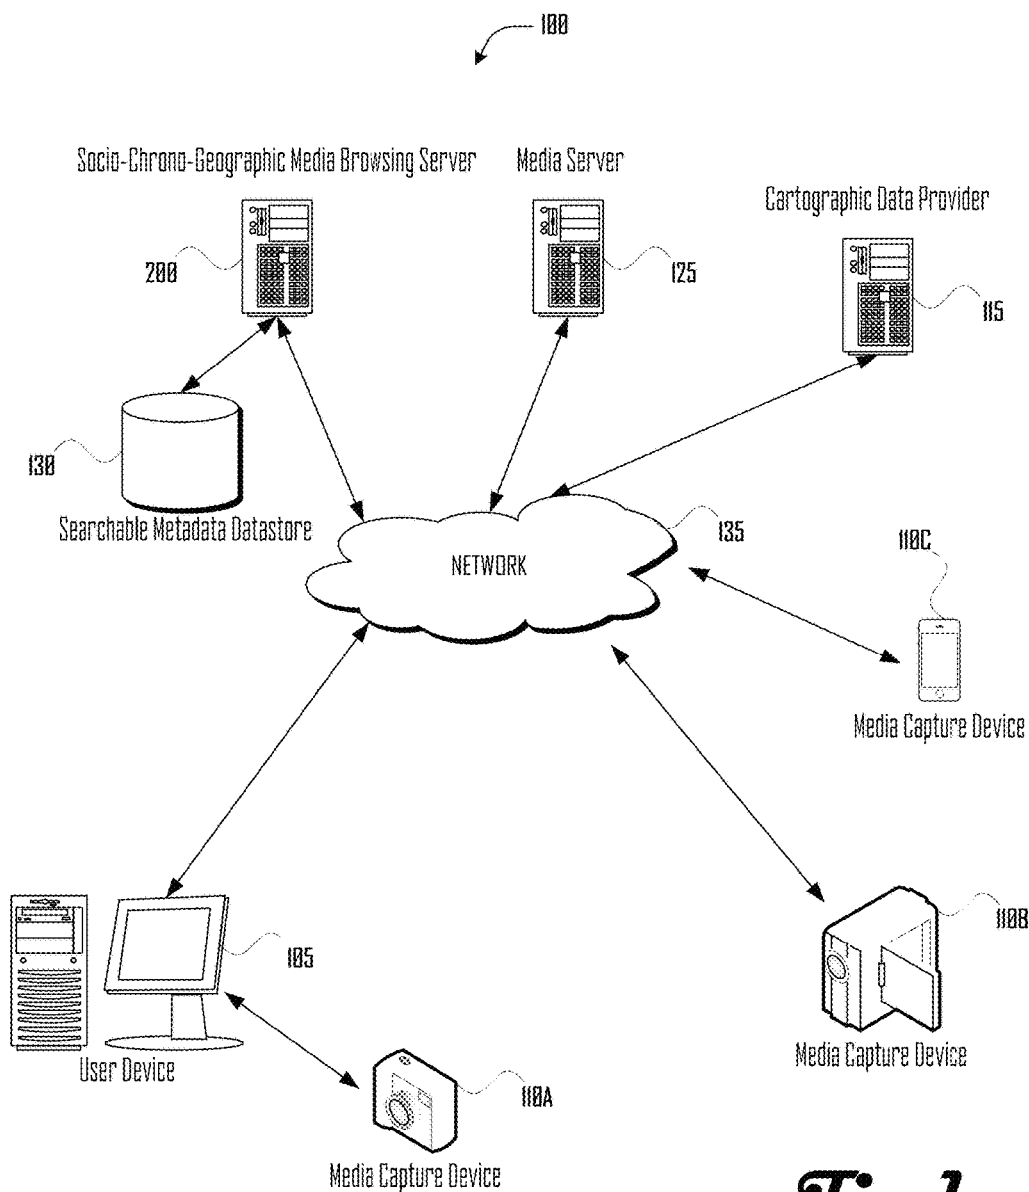 100
Socio-Chrono-Geographic Media Browsing Server
Media Server
Cartographic Data Provider
200
125
115
130
Searchable Metadata Datastore
135
NETWORK
110C
Media Capture Device
105
110B
User Device
Media Capture Device
110A
Media Capture Device